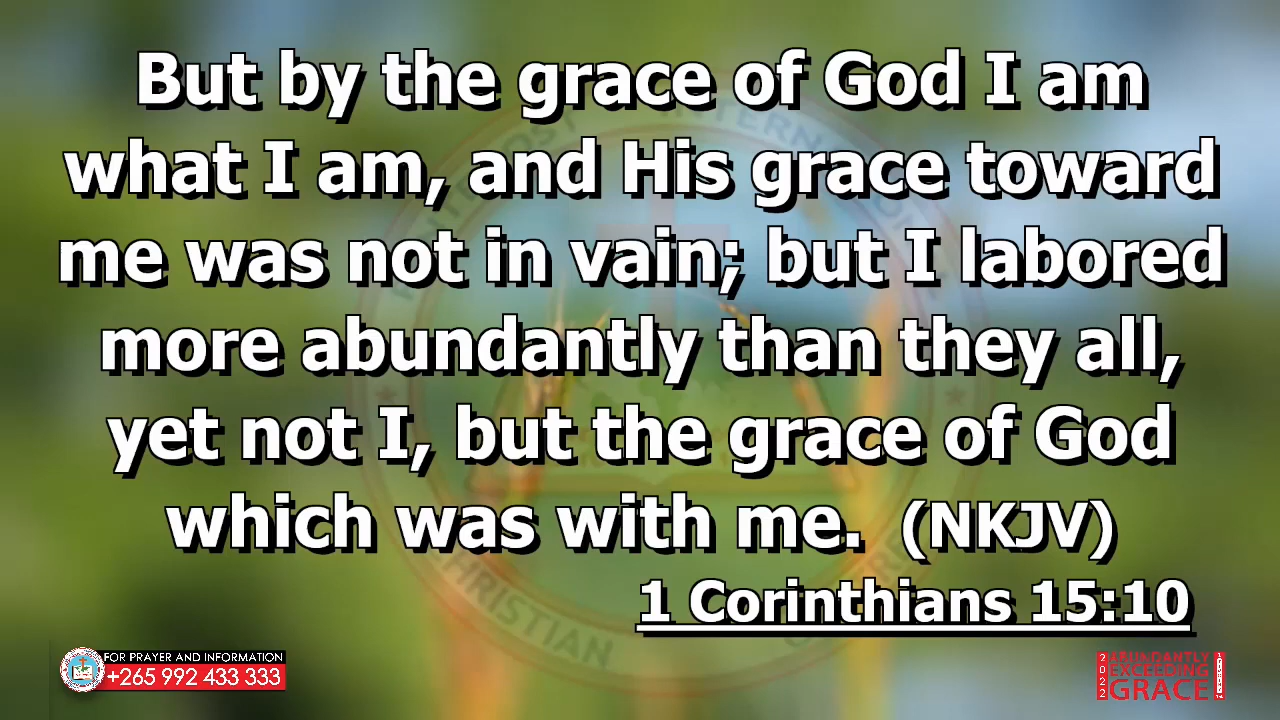 But by the grace of God I am
what I am, and His grace toward
me was not in vain; but I labored
more abundantly than they all,
yet not I, but the grace of God
which was with me. (NKJV)
1 Corinthians 15:10
FOR PRAYER AND INFORMATION
+265 992 433 333
2022
ABUNDANTLY
EXCEEDING
GRACE
CHRISTIAN